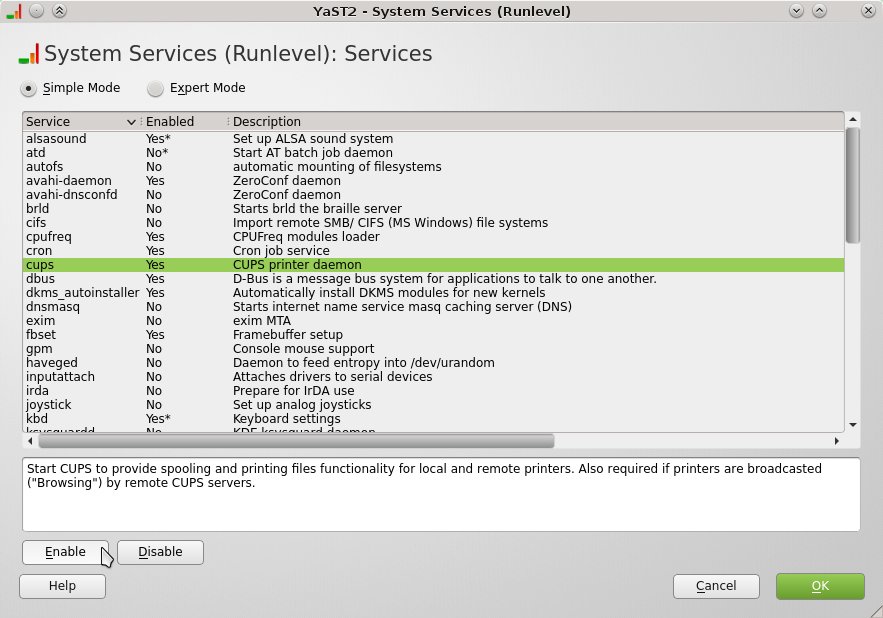 YaST2 - System Services (Runlevel)
System Services (Runlevel): Services
Simple Mode Expert Mode
Service Enabled Description
alsasound Yes* Set up ALSA sound system
atd No* Start AT batch job daemon
autofs No automatic mounting of filesystems
avahi-daemon Yes ZeroConf daemon
avahi-dnsconfd No ZeroConf daemon
brld No Starts brld the braille server
cifs No Import remote SMB/ CIFS (MS Windows) file systems
cpufreq Yes CPUFreq modules loader
cron Yes Cron job service
cups Yes CUPS printer daemon
dbus Yes D-Bus is a message bus system for applications to talk to one another.
dkms_autoinstaller Yes Automatically install DKMS modules for new kernels
dnsmasq No Starts internet name service masq caching server (DNS)
exim No exim MTA
fbset Yes Framebuffer setup
gpm No Console mouse support
haveged No Daemon to feed entropy into /dev/urandom
inputattach No Attaches drivers to serial devices
irda No Prepare for IrDA use
joystick No Set up analog joysticks
kbd Yes* Keyboard settings
ksysguardd No KDE ksysguard daemon
Start CUPS to provide spooling and printing files functionality for local and remote printers. Also required if printers are broadcasted
("Browsing") by remote CUPS servers.
Enable Disable
Help Cancel OK